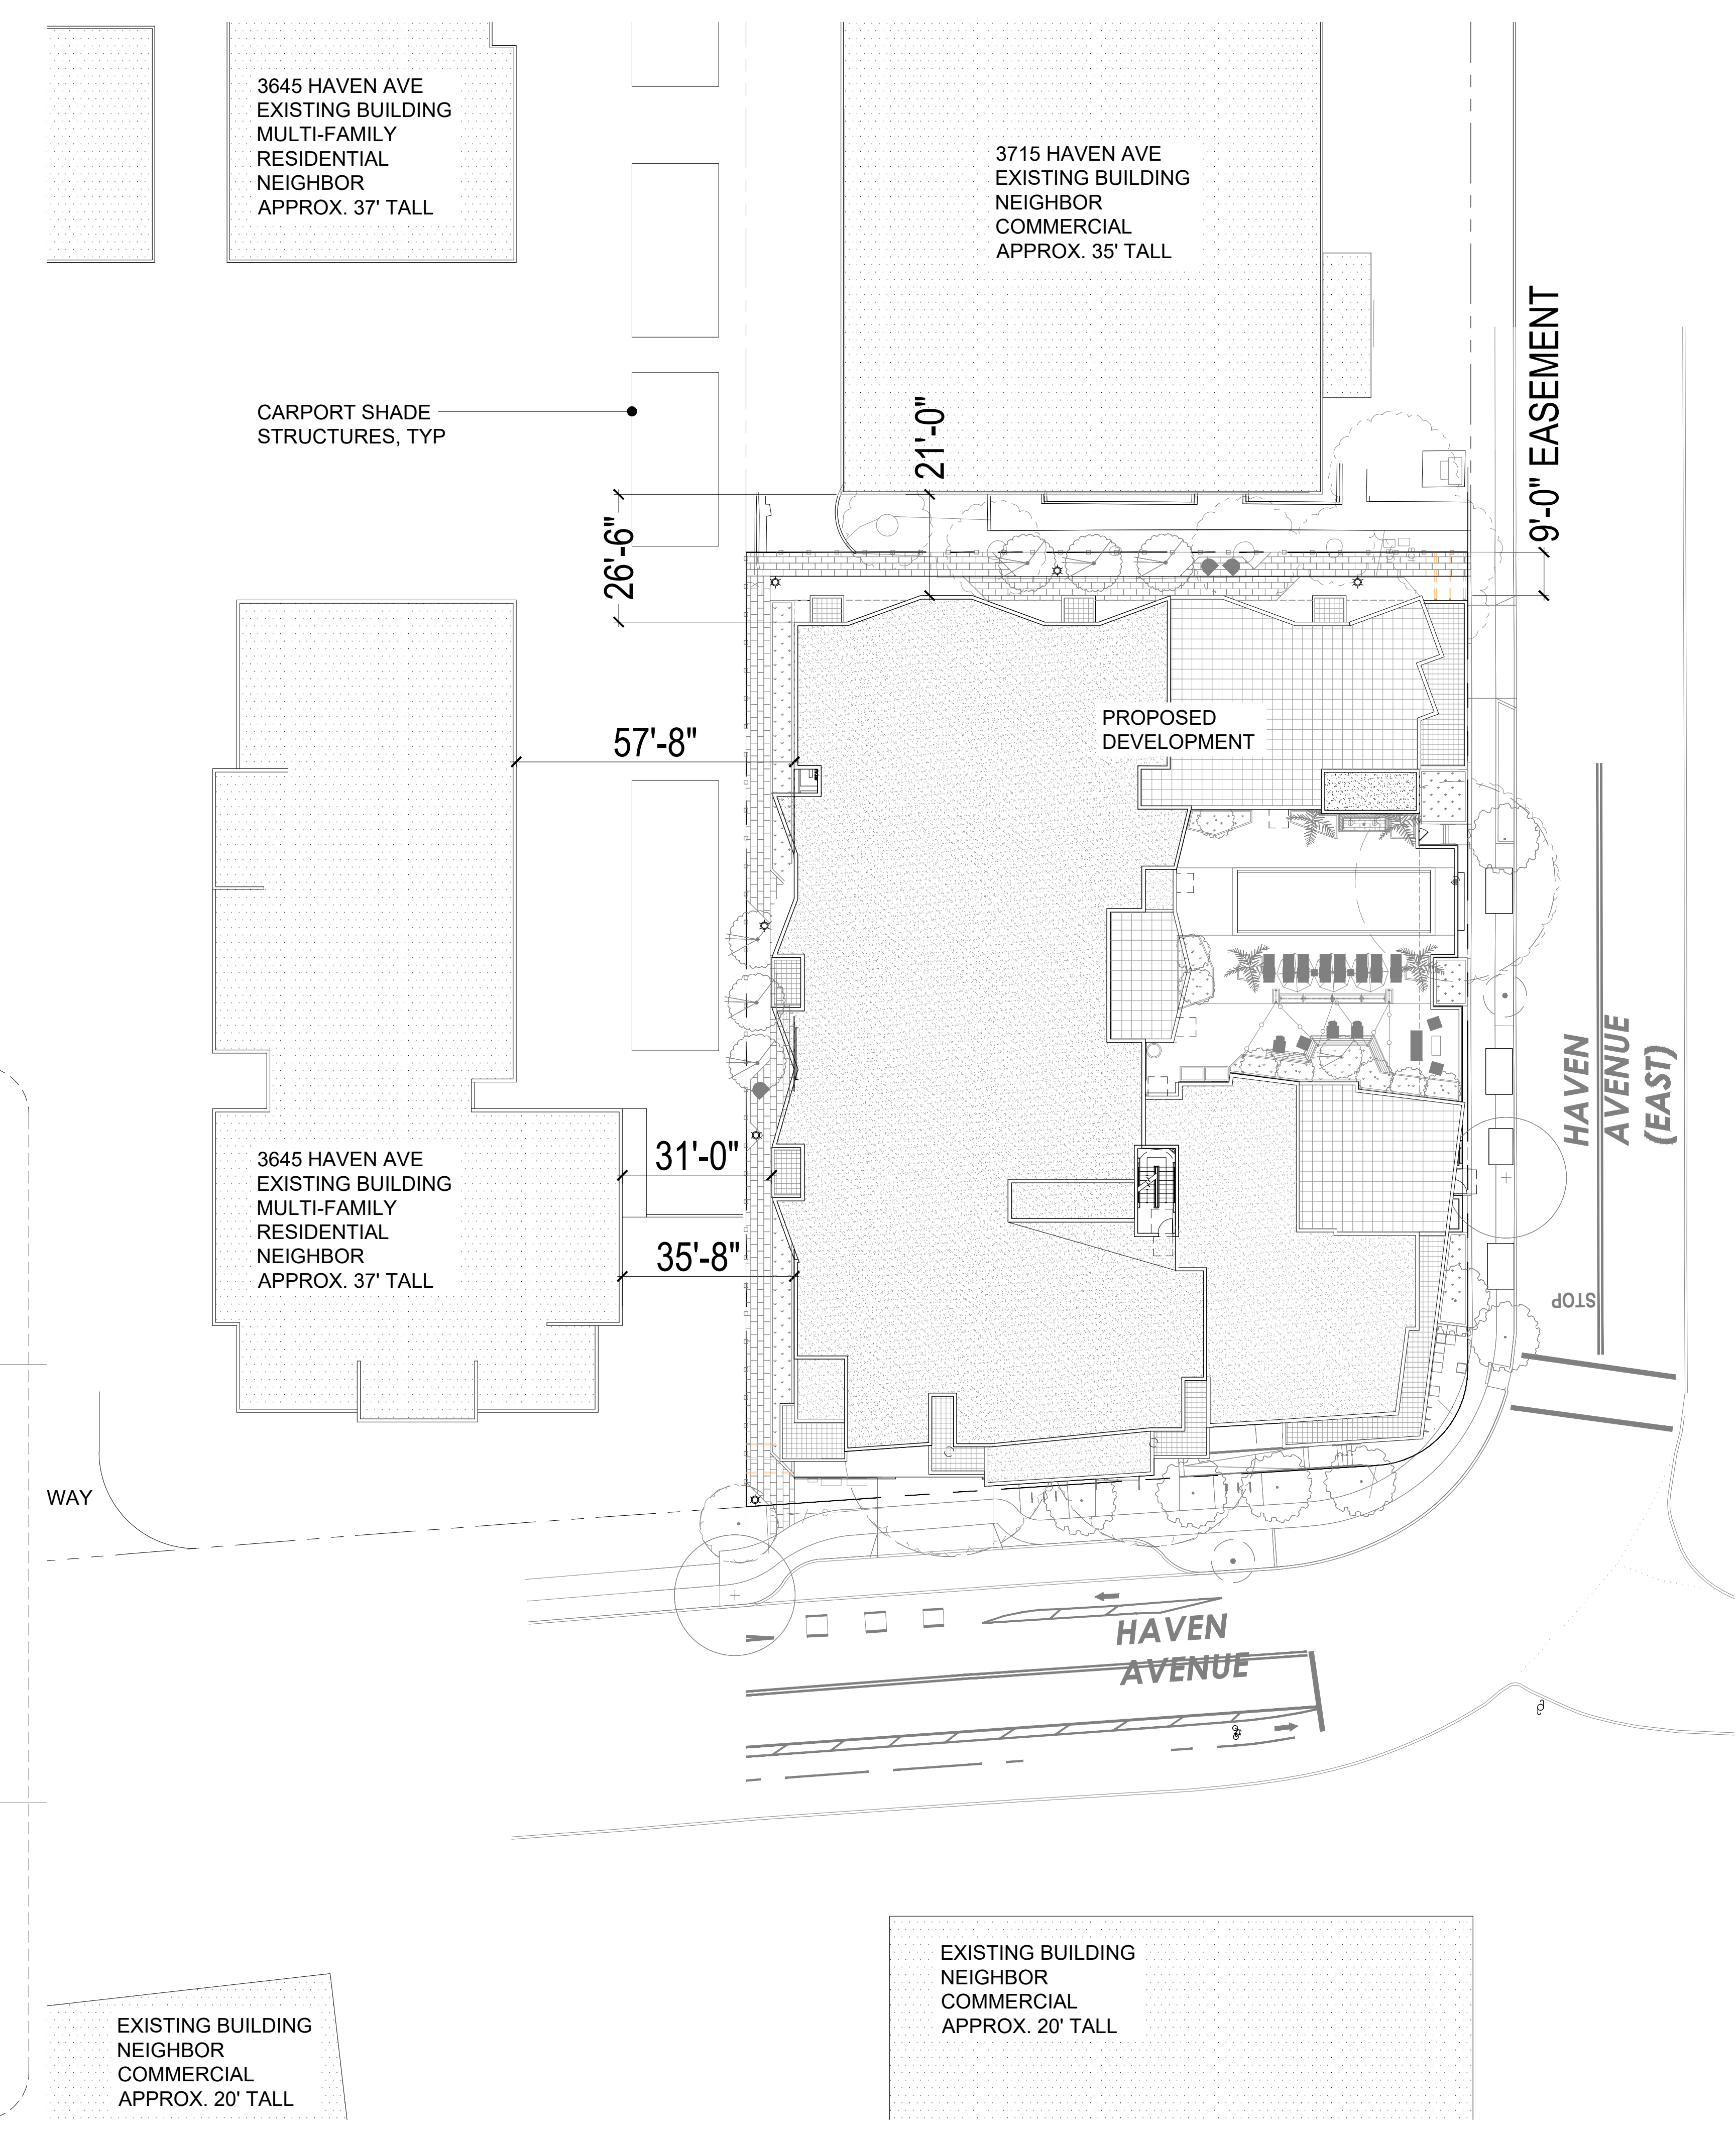 3645 HAVEN AVE
EXISTING BUILDING
MULTI-FAMILY
RESIDENTIAL
NEIGHBOR
APPROX. 37' TALL
3715 HAVEN AVE
EXISTING BUILDING
NEIGHBOR
COMMERCIAL
APPROX. 35' TALL
CARPORT SHADE
STRUCTURES, TYP
21'-0"
9'-0" EASEMENT
26'-6"
57'-8"
PROPOSED
DEVELOPMENT
HAVEN
AVENUE
(EAST)
31'-0"
3645 HAVEN AVE
EXISTING BUILDING
MULTI-FAMILY
RESIDENTIAL
NEIGHBOR
APPROX. 37' TALL
35'-8"
STOP
WAY
HAVEN
AVENUE
EXISTING BUILDING
NEIGHBOR
COMMERCIAL
APPROX. 20' TALL
EXISTING BUILDING
NEIGHBOR
COMMERCIAL
APPROX. 20' TALL